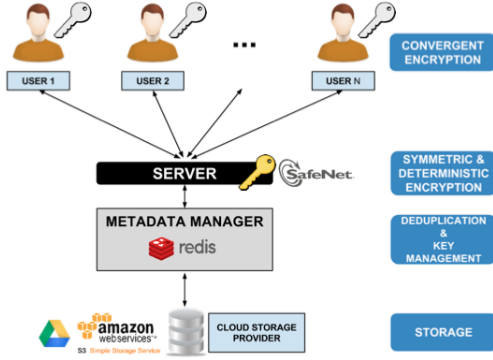 CONVERGENT
ENCRYPTION
USER 1
USER 2
...
USER N
SERVER
SafeNet.
SYMMETRIC &
DETERMINISTIC
ENCRYPTION
METADATA MANAGER
redis
DEDUPLICATION
&
KEY
MANAGEMENT
amazon
webservices™
S3 Simple Storage Service
CLOUD STORAGE
PROVIDER
STORAGE